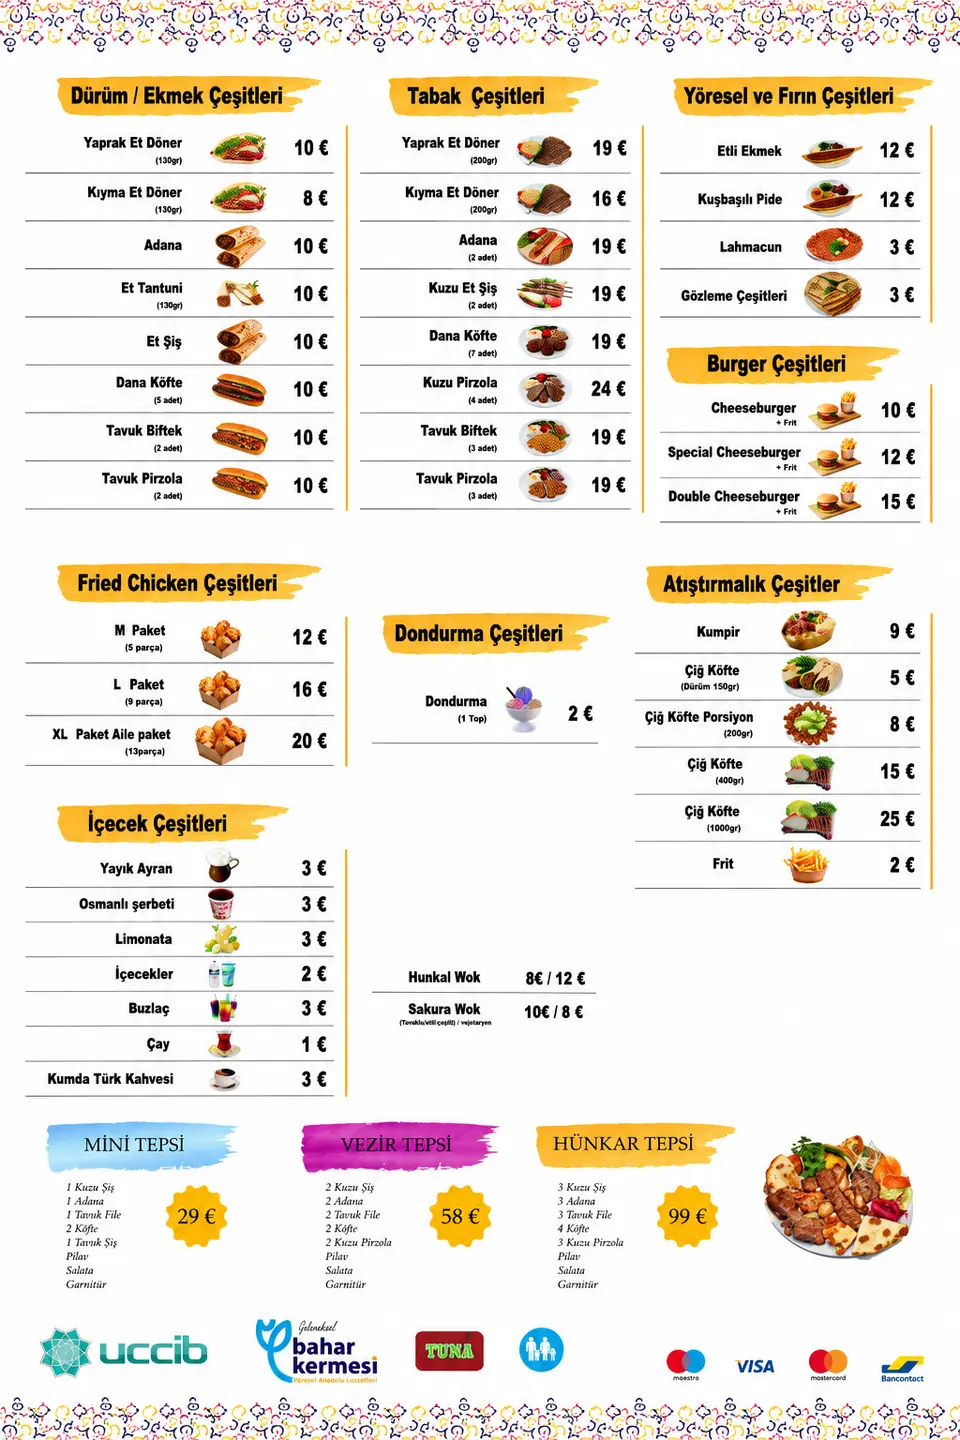 Dürüm / Ekmek Çeşitleri
Yaprak Et Döner 10 €
(130gr)
Kıyma Et Döner 8 €
(130gr)
Adana 10 €
Et Tantuni 10 €
(130gr)
Et Şiş 10 €
Dana Köfte 10 €
(5 adet)
Tavuk Biftek 10 €
(2 adet)
Tavuk Pirzola 10 €
(2 adet)
Tabak Çeşitleri
Yaprak Et Döner 19 €
(200gr)
Kıyma Et Döner 16 €
(200gr)
Adana 19 €
(2 adet)
Kuzu Et Şiş 19 €
(2 adet)
Dana Köfte 19 €
(7 adet)
Kuzu Pirzola 24 €
(4 adet)
Tavuk Biftek 19 €
(3 adet)
Tavuk Pirzola 19 €
(3 adet)
Yöresel ve Fırın Çeşitleri
Etli Ekmek 12 €
Kuşbaşılı Pide 12 €
Lahmacun 3 €
Gözleme Çeşitleri 3 €
Burger Çeşitleri
Cheeseburger 10 €
+ Frit
Special Cheeseburger 12 €
+ Frit
Double Cheeseburger 15 €
+ Frit
Fried Chicken Çeşitleri
M Paket 12 €
(5 parça)
L Paket 16 €
(9 parça)
XL Paket Aile paket 20 €
(13parça)
Dondurma Çeşitleri
Dondurma 2 €
(1 Top)
Atıştırmalık Çeşitler
Kumpir 9 €
Çiğ Köfte 5 €
(Dürüm 150gr)
Çiğ Köfte Porsiyon 8 €
(200gr)
Çiğ Köfte 15 €
(400gr)
Çiğ Köfte 25 €
(1000gr)
Frit 2 €
İçecek Çeşitleri
Yayık Ayran 3 €
Osmanlı şerbeti 3 €
Limonata 3 €
İçecekler 2 €
Buzlaç 3 €
Çay 1 €
Kumda Türk Kahvesi 3 €
Hunkal Wok 8€ / 12 €
Sakura Wok 10€ / 8 €
(Tavuklu/etli çeşit) / vejetaryen
MİNİ TEPSİ
1 Kuzu Şiş
1 Adana
1 Tavuk File
2 Köfte
1 Tavuk Şiş
Pilav
Salata
Garnitür
29 €
VEZİR TEPSİ
2 Kuzu Şiş
2 Adana
2 Tavuk File
2 Köfte
2 Kuzu Pirzola
Pilav
Salata
Garnitür
58 €
HÜNKAR TEPSİ
3 Kuzu Şiş
3 Adana
3 Tavuk File
4 Köfte
3 Kuzu Pirzola
Pilav
Salata
Garnitür
99 €
uccib
Geleneksel
bahar
kermesi
Yöresel Anadolu Lezzetleri
TUNA
maestro
VISA
mastercard
Bancontact